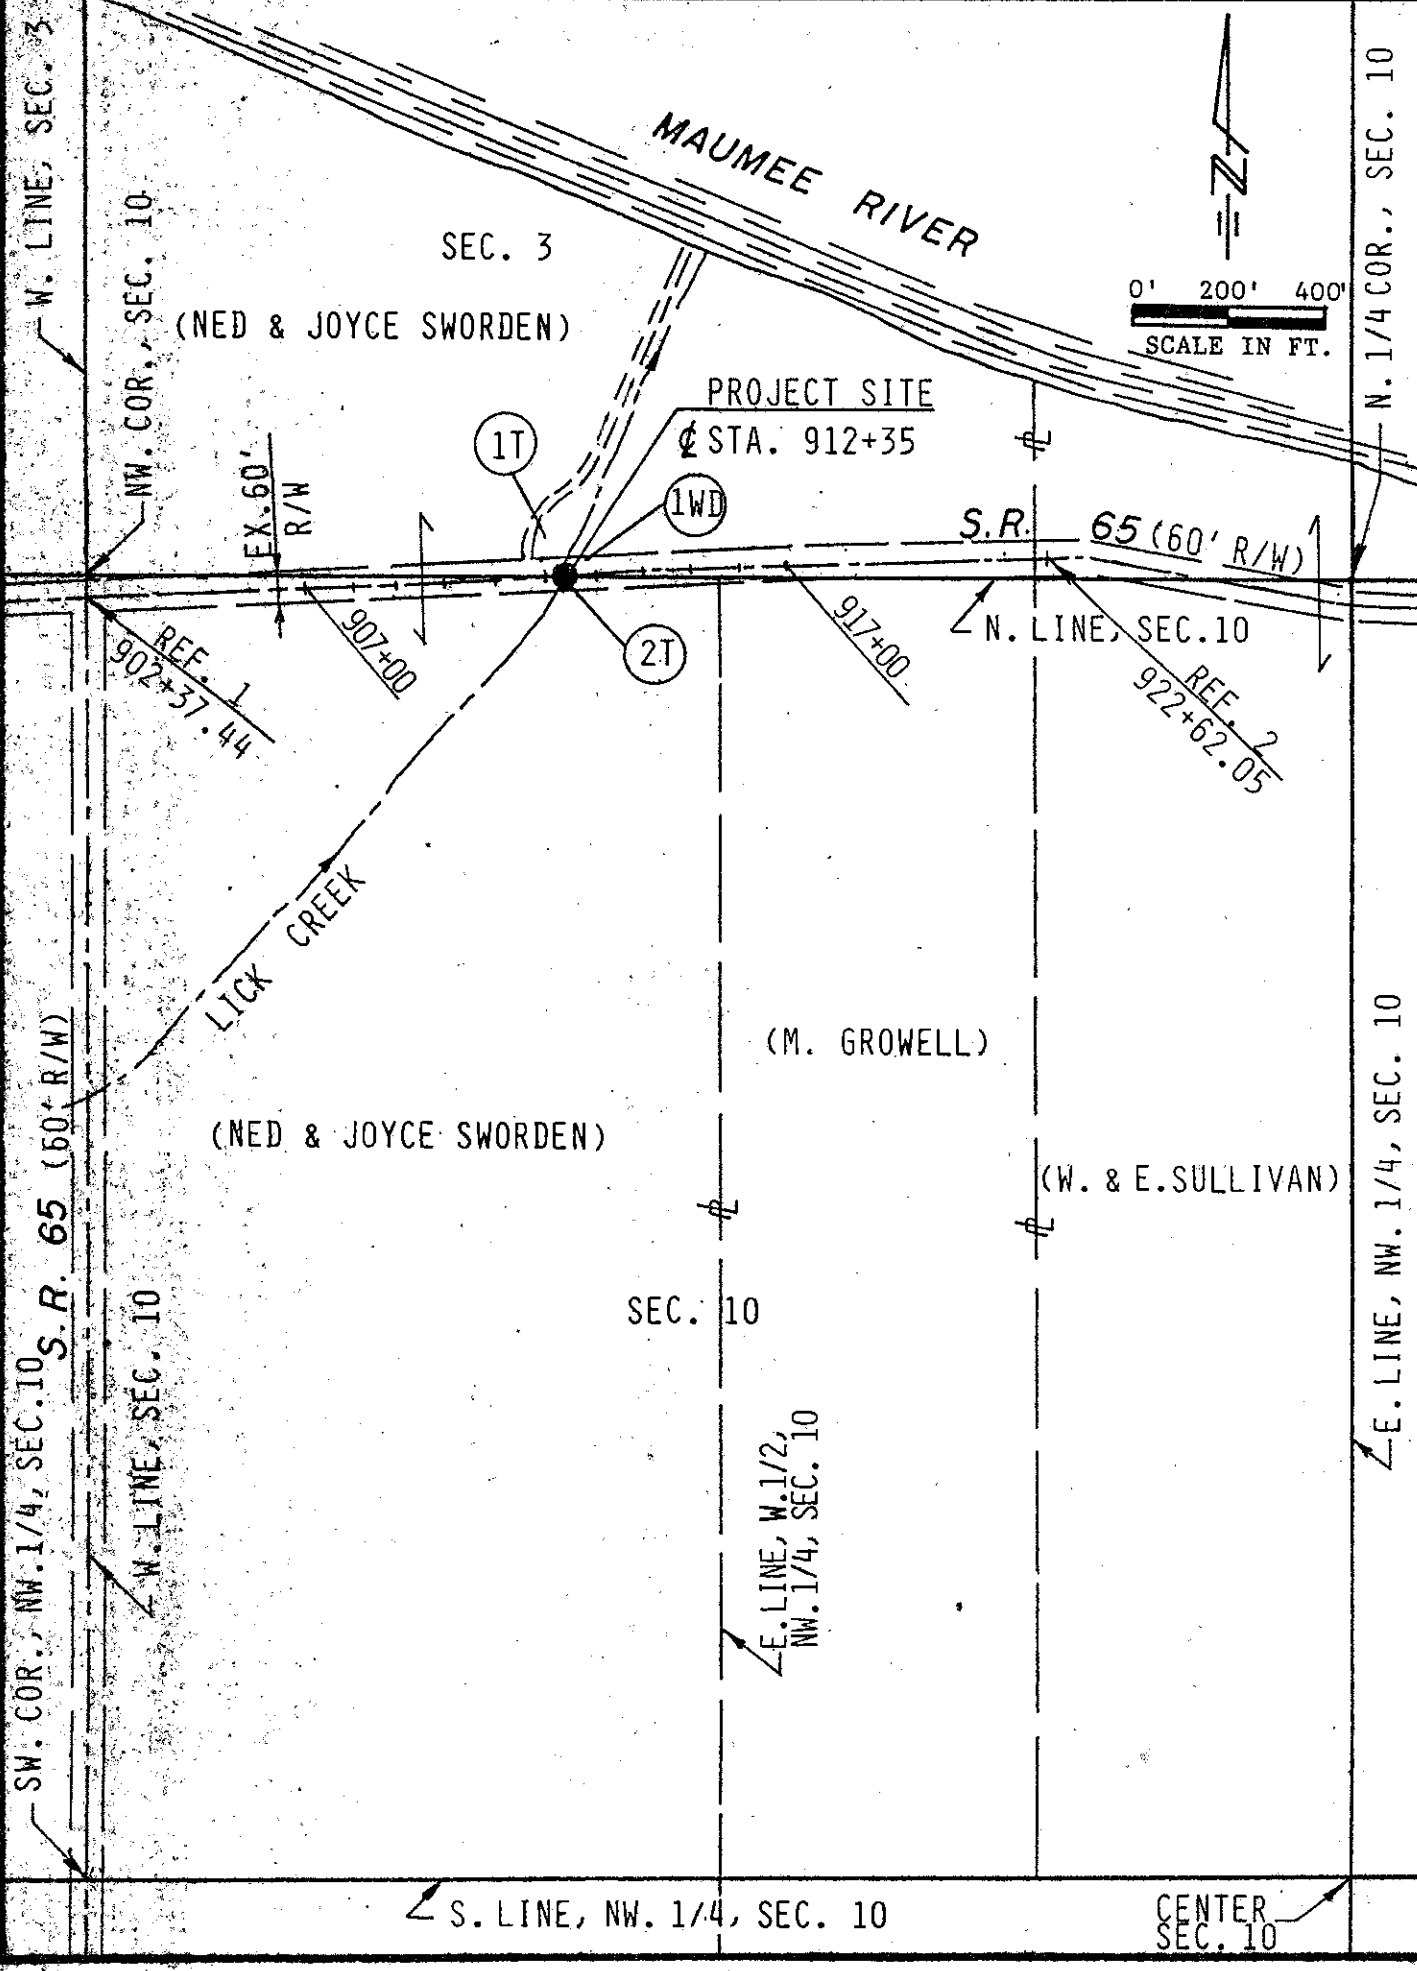 W. LINE, SEC. 3
NW. COR., SEC. 10
MAUMEE RIVER
SEC. 3
(NED & JOYCE SWORDEN)
N
0' 200' 400'
SCALE IN FT.
N. 1/4 COR., SEC. 10
PROJECT SITE
℄ STA. 912+35
1T
1WD
2T
EX. 60'
R/W
S.R. 65 (60' R/W)
N. LINE, SEC. 10
REF. 1
902+37.44
907+00
917+00
REF. 2
922+62.05
LICK CREEK
(M. GROWELL)
(NED & JOYCE SWORDEN)
(W. & E. SULLIVAN)
S.R. 65 (60' R/W)
SEC. 10
PL
PL
PL
W. LINE, SEC. 10
SW. COR., NW. 1/4, SEC. 10
E. LINE, W. 1/2,
NW. 1/4, SEC. 10
E. LINE, NW. 1/4, SEC. 10
S. LINE, NW. 1/4, SEC. 10
CENTER
SEC. 10